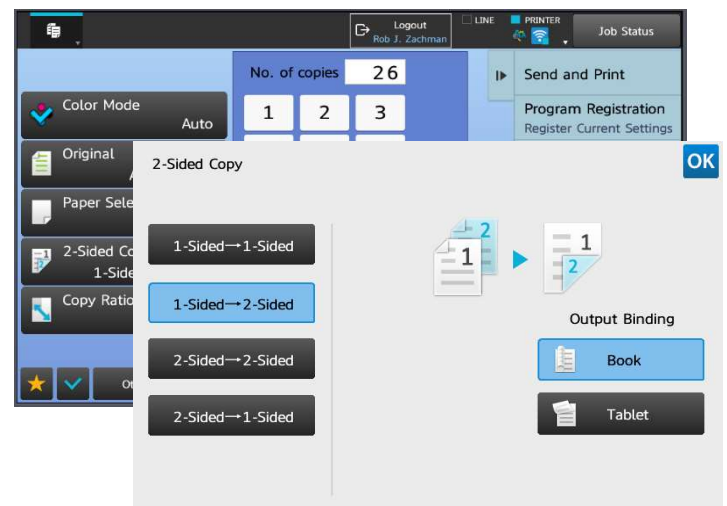 Logout
Rob J. Zachman
LINE
PRINTER
Job Status
No. of copies 26
Send and Print
Color Mode
Auto
1 2 3
Program Registration
Register Current Settings
Original
2-Sided Copy
OK
Paper Sele
2-Sided Co
1-Side
Copy Ratio
1-Sided→1-Sided
1-Sided→2-Sided
2-Sided→2-Sided
2-Sided→1-Sided
1 2
1 2
Output Binding
Book
Tablet